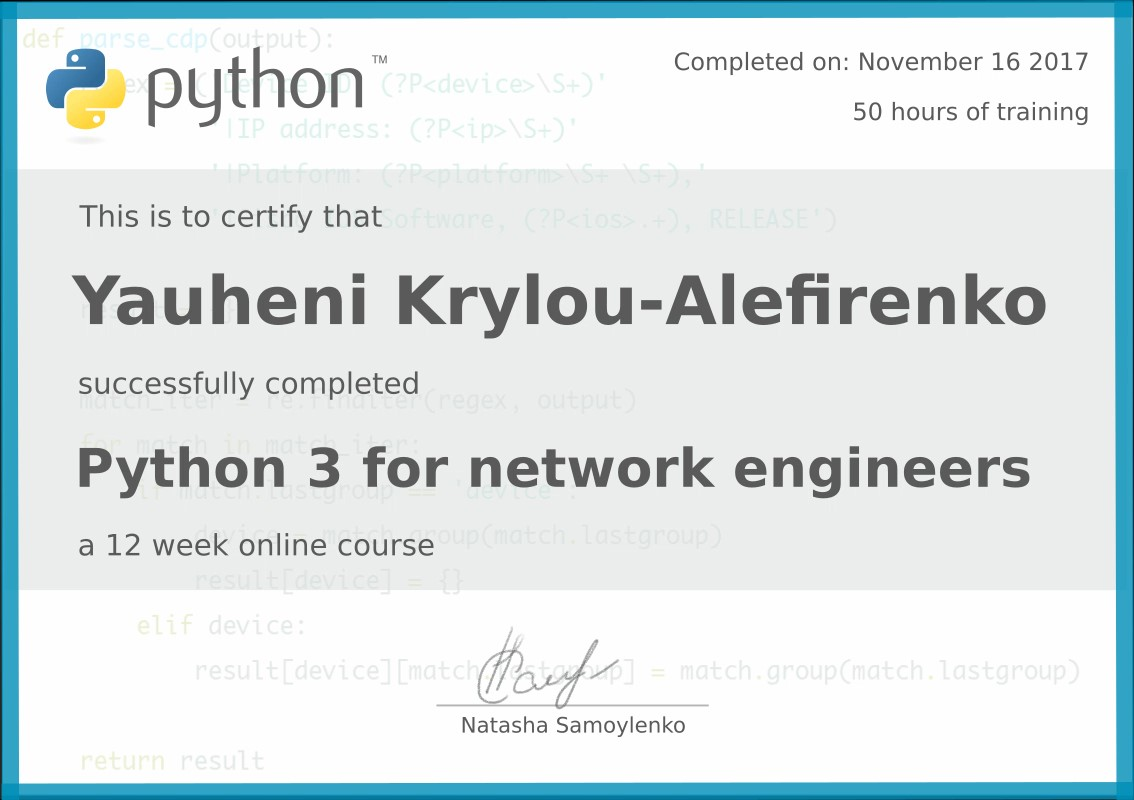 def parse_cdp(output):
python™
Completed on: November 16 2017
50 hours of training
(?P<device>\S+)'
'|IP address: (?P<ip>\S+)'
'|Platform: (?P<platform>\S+ \S+),'
Software, (?P<ios>.+), RELEASE')
This is to certify that
Yauheni Krylou-Alefirenko
successfully completed
match_iter = re.finditer(regex, output)
for match in match_iter:
Python 3 for network engineers
if match.lastgroup == 'device':
device = match.group(match.lastgroup)
a 12 week online course
result[device] = {}
elif device:
result[device][match.lastgroup] = match.group(match.lastgroup)
Natasha Samoylenko
return result